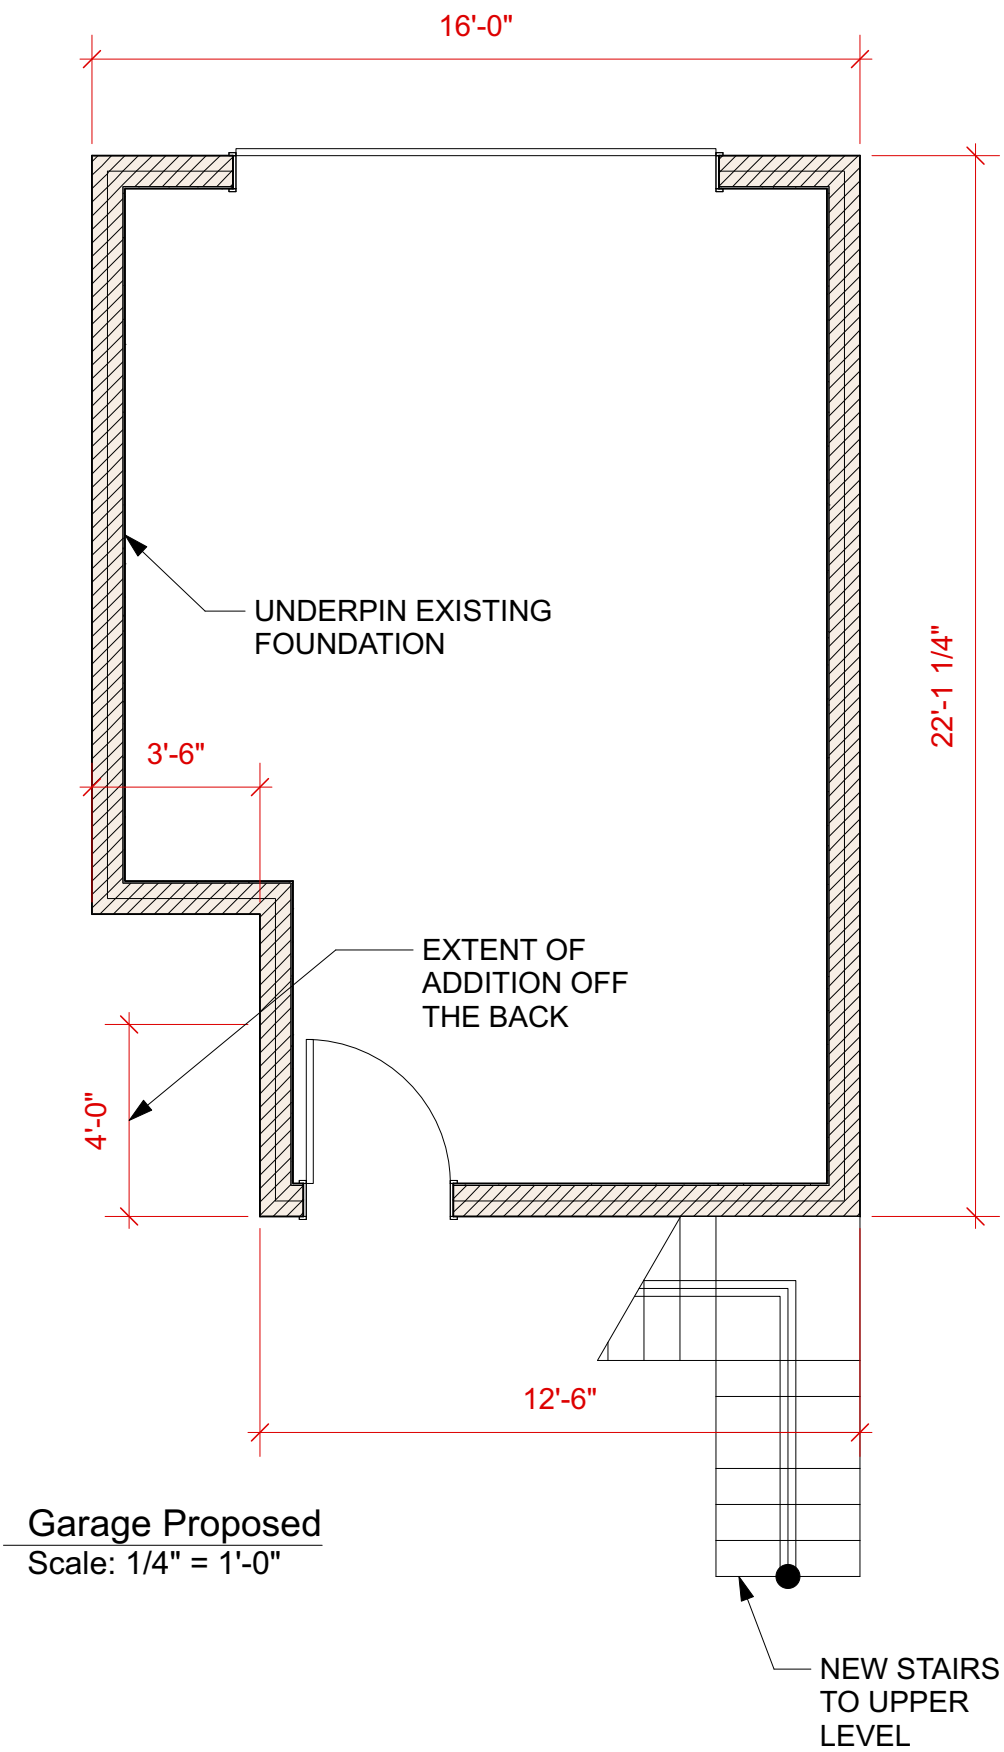 16'-0"
UNDERPIN EXISTING
FOUNDATION
22'-1 1/4"
3'-6"
EXTENT OF
ADDITION OFF
THE BACK
4'-0"
12'-6"
Garage Proposed
Scale: 1/4" = 1'-0"
NEW STAIRS
TO UPPER
LEVEL